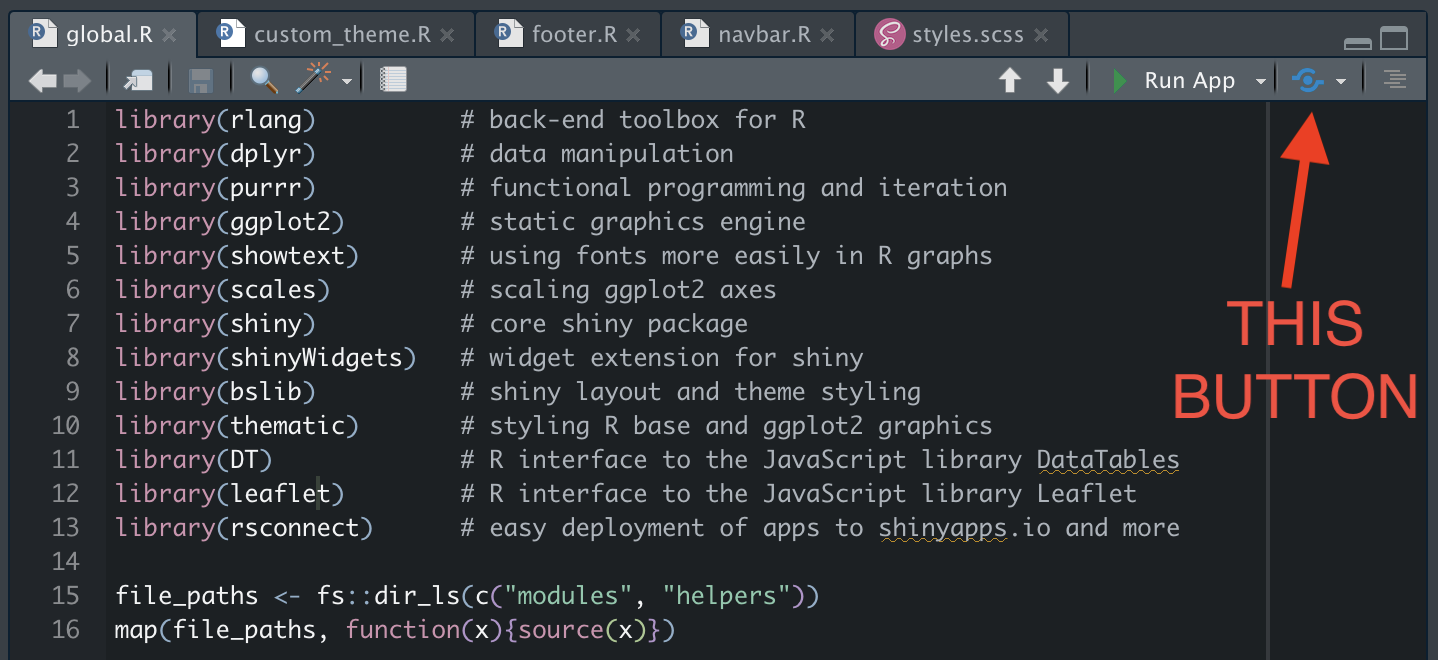 global.R custom_theme.R footer.R navbar.R styles.scss
Run App
1 library(rlang) # back-end toolbox for R
2 library(dplyr) # data manipulation
3 library(purrr) # functional programming and iteration
4 library(ggplot2) # static graphics engine
5 library(showtext) # using fonts more easily in R graphs
6 library(scales) # scaling ggplot2 axes
7 library(shiny) # core shiny package
8 library(shinyWidgets) # widget extension for shiny
9 library(bslib) # shiny layout and theme styling
10 library(thematic) # styling R base and ggplot2 graphics
11 library(DT) # R interface to the JavaScript library DataTables
12 library(leaflet) # R interface to the JavaScript library Leaflet
13 library(rsconnect) # easy deployment of apps to shinyapps.io and more
14
15 file_paths <- fs::dir_ls(c("modules", "helpers"))
16 map(file_paths, function(x){source(x)})
THIS
BUTTON